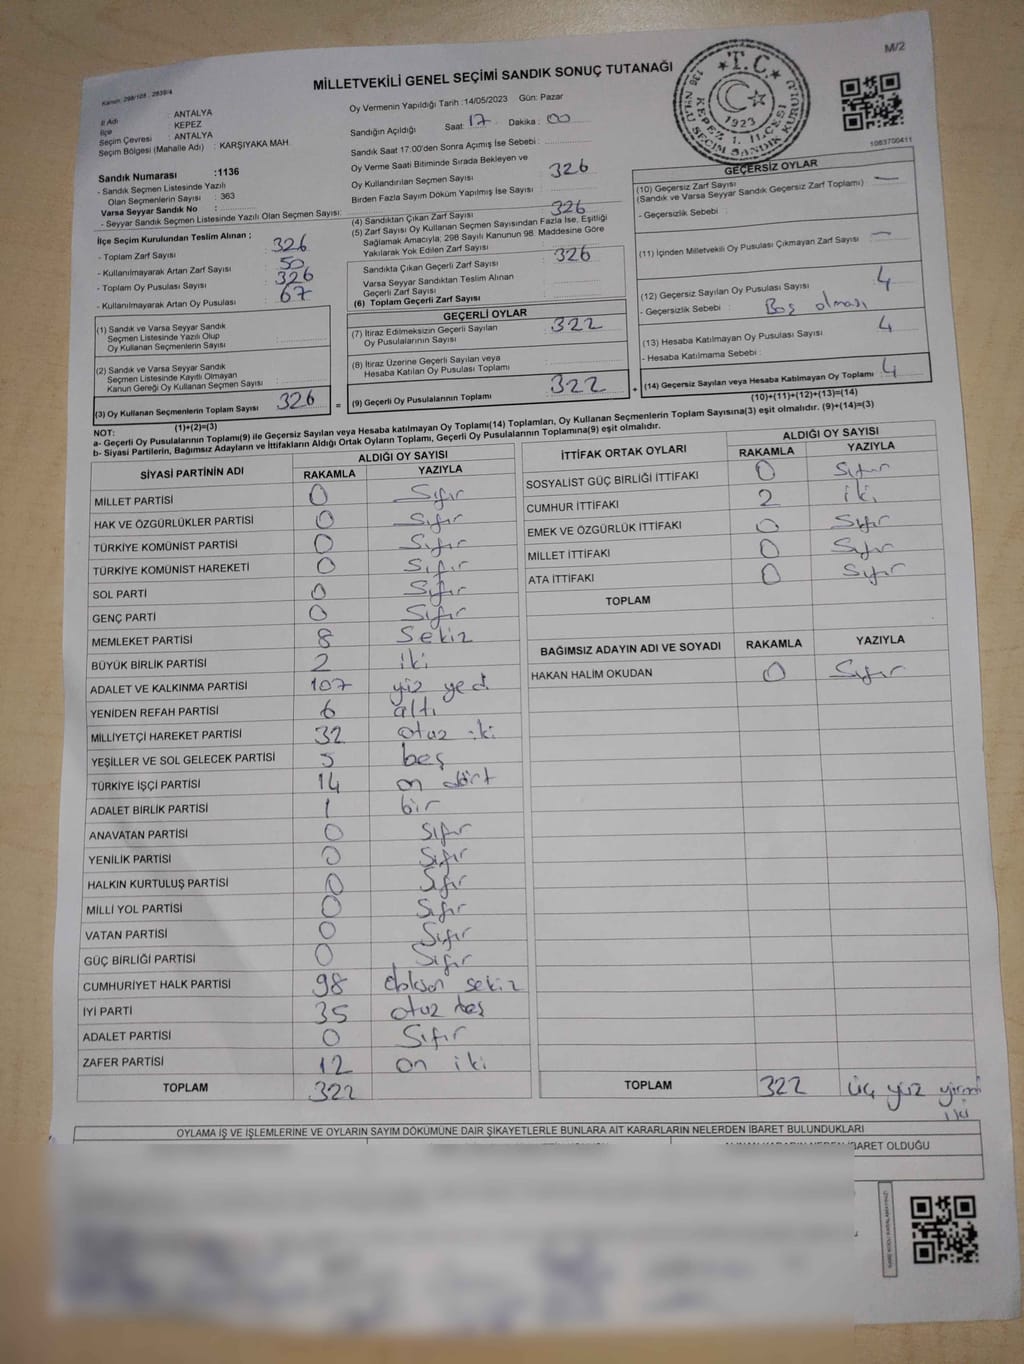 M/2
Kanun: 298/105 , 2839/4
MİLLETVEKİLİ GENEL SEÇİMİ SANDIK SONUÇ TUTANAĞI
İl Adı : ANTALYA
İlçe : KEPEZ
Seçim Çevresi : ANTALYA
Seçim Bölgesi (Mahalle Adı) : KARŞIYAKA MAH.
Sandık Numarası :1136
- Sandık Seçmen Listesinde Yazılı
Olan Seçmenlerin Sayısı : 363
Varsa Seyyar Sandık No :
- Seyyar Sandık Seçmen Listesinde Yazılı Olan Seçmen Sayısı:
İlçe Seçim Kurulundan Teslim Alınan ;
- Toplam Zarf Sayısı : 326
- Kullanılmayarak Artan Zarf Sayısı : 50
- Toplam Oy Pusulası Sayısı : 326
- Kullanılmayarak Artan Oy Pusulası : 67
(1) Sandık ve Varsa Seyyar Sandık
Seçmen Listesinde Yazılı Olup
Oy Kullanan Seçmenlerin Sayısı :
(2) Sandık ve Varsa Seyyar Sandık
Seçmen Listesinde Kayıtlı Olmayan
Kanun Gereği Oy Kullanan Seçmen Sayısı :
(3) Oy Kullanan Seçmenlerin Toplam Sayısı : 326
(1)+(2)=(3)
Oy Vermenin Yapıldığı Tarih :14/05/2023 Gün: Pazar
Sandığın Açıldığı Saat: 17 Dakika : 00
Sandık Saat 17:00'den Sonra Açımış İse Sebebi :
Oy Verme Saati Bitiminde Sırada Bekleyen ve
Oy Kullandırılan Seçmen Sayısı : 326
Birden Fazla Sayım Döküm Yapılmış İse Sayısı :
(4) Sandıktan Çıkan Zarf Sayısı : 326
(5) Zarf Sayısı Oy Kullanan Seçmen Sayısından Fazla İse, Eşitliği
Sağlamak Amacıyla; 298 Sayılı Kanunun 98. Maddesine Göre
Yakılarak Yok Edilen Zarf Sayısı :
Sandıkta Çıkan Geçerli Zarf Sayısı : 326
Varsa Seyyar Sandıktan Teslim Alınan
Geçerli Zarf Sayısı :
(6) Toplam Geçerli Zarf Sayısı :
GEÇERLİ OYLAR
(7) İtiraz Edilmeksizin Geçerli Sayılan
Oy Pusulalarının Sayısı : 322
(8) İtiraz Üzerine Geçerli Sayılan veya
Hesaba Katılan Oy Pusulası Toplamı :
= (9) Geçerli Oy Pusulalarının Toplamı : 322 +
T.C.
KEPEZ 1. İLÇESİ
1923
1136 NOLU SEÇİM SANDIK KURULU
1083700411
GEÇERSİZ OYLAR
(10) Geçersiz Zarf Sayısı : —
(Sandık ve Varsa Seyyar Sandık Geçersiz Zarf Toplamı)
- Geçersizlik Sebebi :
(11) İçinden Milletvekili Oy Pusulası Çıkmayan Zarf Sayısı : —
(12) Geçersiz Sayılan Oy Pusulası Sayısı : 4
- Geçersizlik Sebebi : Boş olması
(13) Hesaba Katılmayan Oy Pusulası Sayısı : 4
- Hesaba Katılmama Sebebi :
(14) Geçersiz Sayılan veya Hesaba Katılmayan Oy Toplamı : 4
(10)+(11)+(12)+(13)=(14)
NOT:
a- Geçerli Oy Pusulalarının Toplamı(9) ile Geçersiz Sayılan veya Hesaba katılmayan Oy Toplamı(14) Toplamları, Oy Kullanan Seçmenlerin Toplam Sayısına(3) eşit olmalıdır. (9)+(14)=(3)
b- Siyasi Partilerin, Bağımsız Adayların ve İttifakların Aldığı Ortak Oyların Toplamı, Geçerli Oy Pusulalarının Toplamına(9) eşit olmalıdır.
SİYASİ PARTİNİN ADI ALDIĞI OY SAYISI
RAKAMLA YAZIYLA
MİLLET PARTİSİ 0 Sıfır
HAK VE ÖZGÜRLÜKLER PARTİSİ 0 Sıfır
TÜRKİYE KOMÜNİST PARTİSİ 0 Sıfır
TÜRKİYE KOMÜNİST HAREKETİ 0 Sıfır
SOL PARTİ 0 Sıfır
GENÇ PARTİ 0 Sıfır
MEMLEKET PARTİSİ 8 Sekiz
BÜYÜK BİRLİK PARTİSİ 2 iki
ADALET VE KALKINMA PARTİSİ 107 yüz yedi
YENİDEN REFAH PARTİSİ 6 altı
MİLLİYETÇİ HAREKET PARTİSİ 32 otuz iki
YEŞİLLER VE SOL GELECEK PARTİSİ 5 beş
TÜRKİYE İŞÇİ PARTİSİ 14 on dört
ADALET BİRLİK PARTİSİ 1 bir
ANAVATAN PARTİSİ 0 Sıfır
YENİLİK PARTİSİ 0 Sıfır
HALKIN KURTULUŞ PARTİSİ 0 Sıfır
MİLLİ YOL PARTİSİ 0 Sıfır
VATAN PARTİSİ 0 Sıfır
GÜÇ BİRLİĞİ PARTİSİ 0 Sıfır
CUMHURİYET HALK PARTİSİ 98 doksan sekiz
İYİ PARTİ 35 otuz beş
ADALET PARTİSİ 0 Sıfır
ZAFER PARTİSİ 12 on iki
TOPLAM 322
İTTİFAK ORTAK OYLARI ALDIĞI OY SAYISI
RAKAMLA YAZIYLA
SOSYALİST GÜÇ BİRLİĞİ İTTİFAKI 0 Sıfır
CUMHUR İTTİFAKI 2 iki
EMEK VE ÖZGÜRLÜK İTTİFAKI 0 Sıfır
MİLLET İTTİFAKI 0 Sıfır
ATA İTTİFAKI 0 Sıfır
TOPLAM
BAĞIMSIZ ADAYIN ADI VE SOYADI RAKAMLA YAZIYLA
HAKAN HALİM OKUDAN 0 Sıfır
TOPLAM 322 üç yüz yirmi
iki
OYLAMA İŞ VE İŞLEMLERİNE VE OYLARIN SAYIM DÖKÜMÜNE DAİR ŞİKAYETLERLE BUNLARA AİT KARARLARIN NELERDEN İBARET BULUNDUKLARI
İBARET OLDUĞU